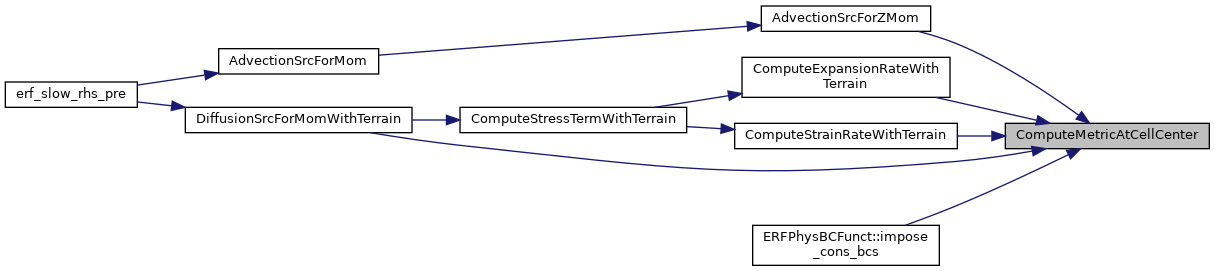 AdvectionSrcForZMom
AdvectionSrcForMom
ComputeExpansionRateWith
Terrain
erf_slow_rhs_pre
DiffusionSrcForMomWithTerrain
ComputeStressTermWithTerrain
ComputeStrainRateWithTerrain
ComputeMetricAtCellCenter
ERFPhysBCFunct::impose
_cons_bcs